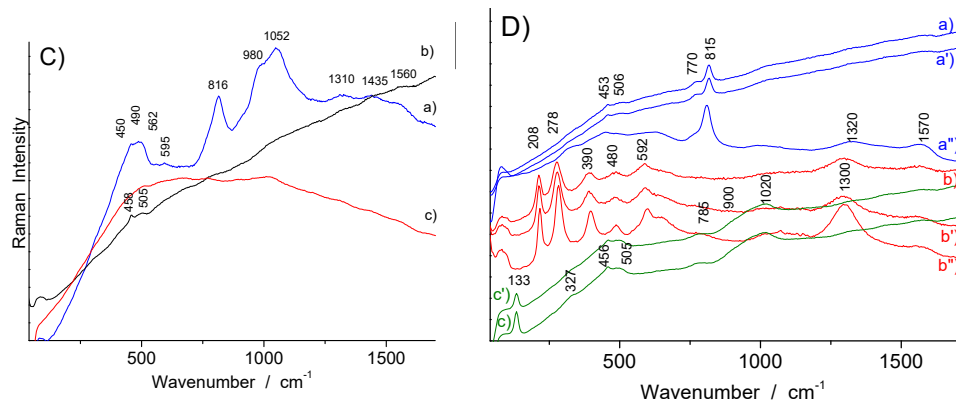 C)
1052
980
b)
816
1310
1435
1560
a)
490
450
562
595
458
505
c)
Raman Intensity
500
1000
1500
Wavenumber / cm⁻¹
D)
a)
815
770
a')
453
506
278
208
1320
1570
a'')
390
480
592
b)
1300
900
1020
785
b')
456
505
b'')
133
327
c')
c)
500
1000
1500
Wavenumber / cm⁻¹